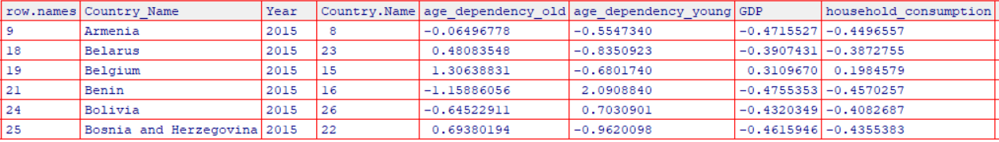 row.names Country_Name Year Country.Name age_dependency_old age_dependency_young GDP household_consumption
9 Armenia 2015 8 -0.06496778 -0.5547340 -0.4715527 -0.4496557
18 Belarus 2015 23 0.48083548 -0.8350923 -0.3907431 -0.3872755
19 Belgium 2015 15 1.30638831 -0.6801740 0.3109670 0.1984579
21 Benin 2015 16 -1.15886056 2.0908840 -0.4755353 -0.4570257
24 Bolivia 2015 26 -0.64522911 0.7030901 -0.4320349 -0.4082687
25 Bosnia and Herzegovina 2015 22 0.69380194 -0.9620098 -0.4615946 -0.4355383